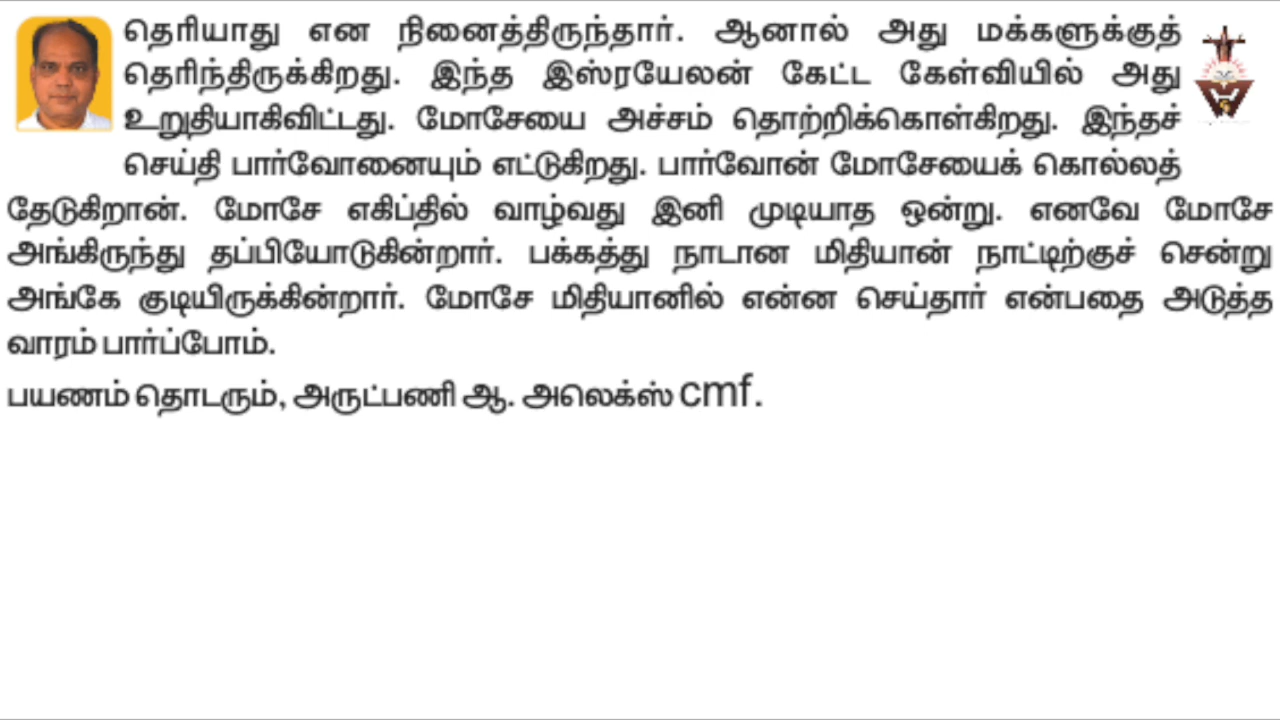 தெரியாது என நினைத்திருந்தார். ஆனால் அது மக்களுக்குத்
தெரிந்திருக்கிறது. இந்த இஸ்ரயேலன் கேட்ட கேள்வியில் அது
உறுதியாகிவிட்டது. மோசேயை அச்சம் தொற்றிக்கொள்கிறது. இந்தச்
செய்தி பார்வோனையும் எட்டுகிறது. பார்வோன் மோசேயைக் கொல்லத்
தேடுகிறான். மோசே எகிப்தில் வாழ்வது இனி முடியாத ஒன்று. எனவே மோசே
அங்கிருந்து தப்பியோடுகின்றார். பக்கத்து நாடான மிதியான் நாட்டிற்குச் சென்று
அங்கே குடியிருக்கின்றார். மோசே மிதியானில் என்ன செய்தார் என்பதை அடுத்த
வாரம் பார்ப்போம்.
பயணம் தொடரும், அருட்பணி ஆ. அலெக்ஸ் cmf.